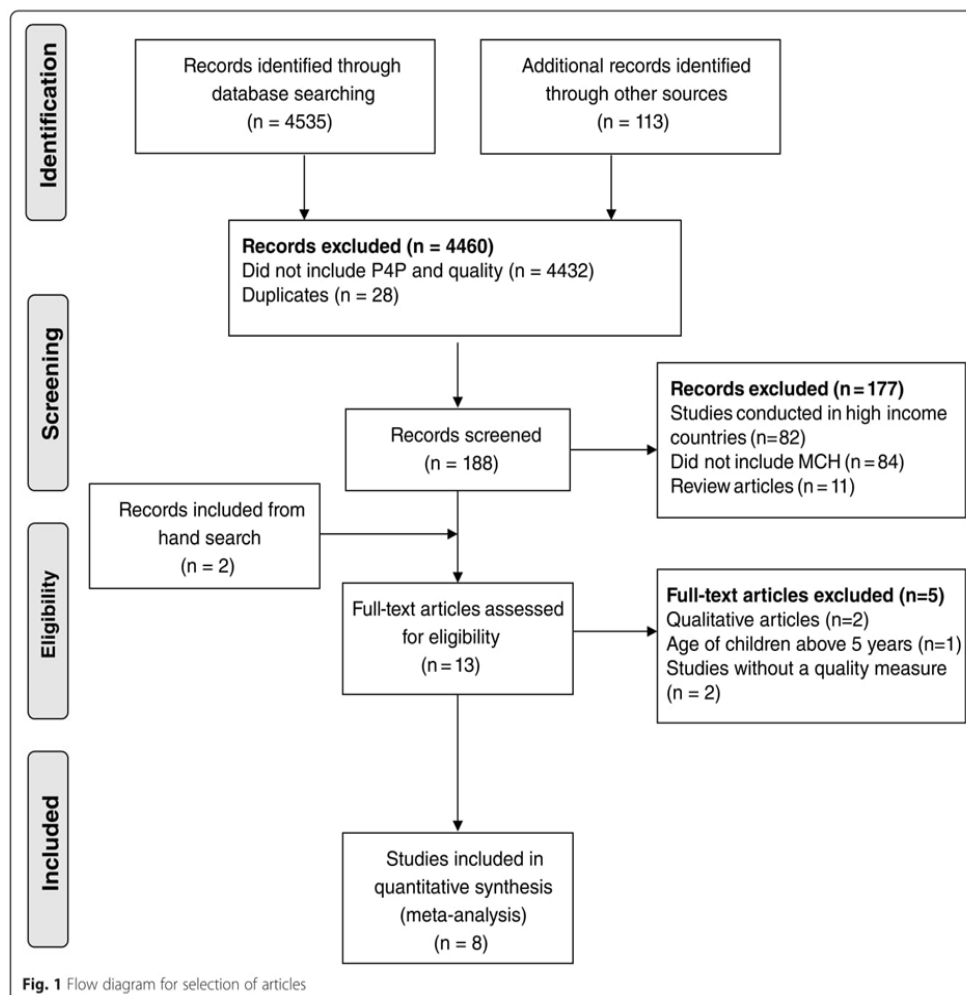 Identification
Records identified through
database searching
(n = 4535)
Additional records identified
through other sources
(n = 113)
Records excluded (n = 4460)
Did not include P4P and quality (n = 4432)
Duplicates (n = 28)
Screening
Records screened
(n = 188)
Records excluded (n = 177)
Studies conducted in high income
countries (n=82)
Did not include MCH (n = 84)
Review articles (n = 11)
Records included from
hand search
(n = 2)
Eligibility
Full-text articles assessed
for eligibility
(n = 13)
Full-text articles excluded (n=5)
Qualitative articles (n=2)
Age of children above 5 years (n=1)
Studies without a quality measure
(n = 2)
Included
Studies included in
quantitative synthesis
(meta-analysis)
(n = 8)
Fig. 1 Flow diagram for selection of articles